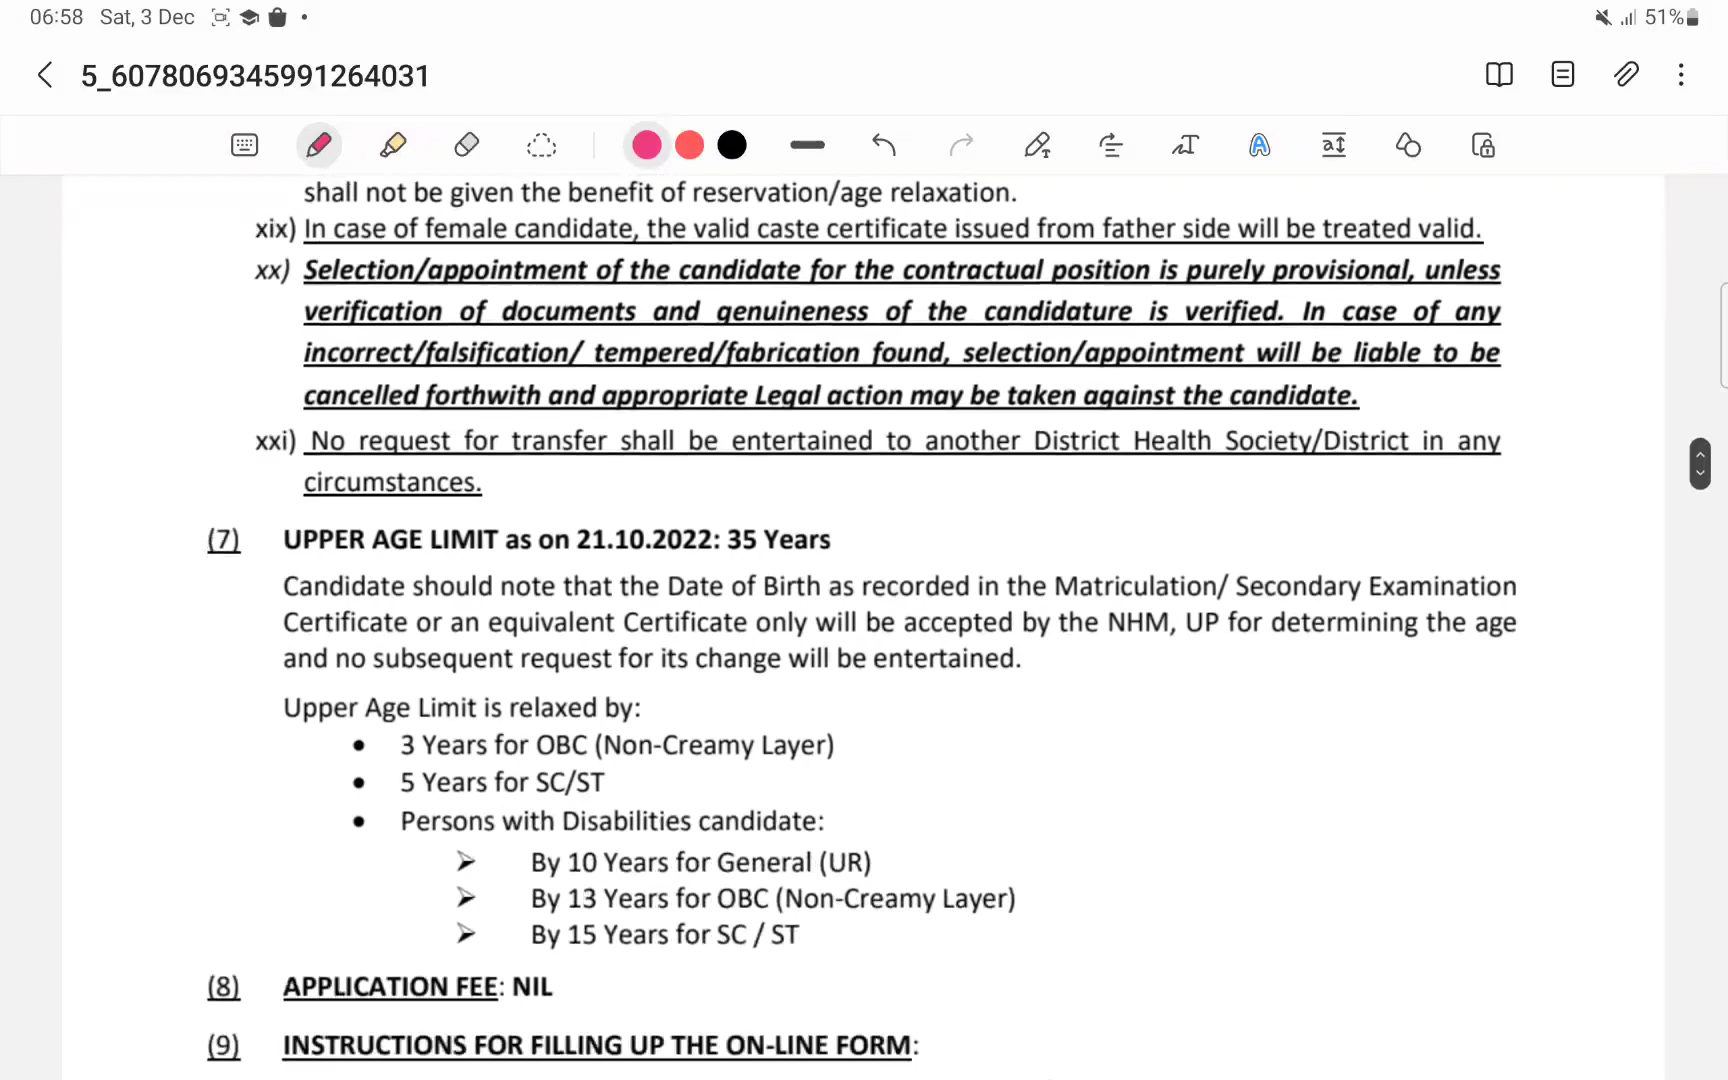 06:58 Sat, 3 Dec
51%
5_6078069345991264031
shall not be given the benefit of reservation/age relaxation.
xix) In case of female candidate, the valid caste certificate issued from father side will be treated valid.
xx) Selection/appointment of the candidate for the contractual position is purely provisional, unless
verification of documents and genuineness of the candidature is verified. In case of any
incorrect/falsification/ tempered/fabrication found, selection/appointment will be liable to be
cancelled forthwith and appropriate Legal action may be taken against the candidate.
xxi) No request for transfer shall be entertained to another District Health Society/District in any
circumstances.
(7) UPPER AGE LIMIT as on 21.10.2022: 35 Years
Candidate should note that the Date of Birth as recorded in the Matriculation/ Secondary Examination
Certificate or an equivalent Certificate only will be accepted by the NHM, UP for determining the age
and no subsequent request for its change will be entertained.
Upper Age Limit is relaxed by:
• 3 Years for OBC (Non-Creamy Layer)
• 5 Years for SC/ST
• Persons with Disabilities candidate:
➢ By 10 Years for General (UR)
➢ By 13 Years for OBC (Non-Creamy Layer)
➢ By 15 Years for SC / ST
(8) APPLICATION FEE: NIL
(9) INSTRUCTIONS FOR FILLING UP THE ON-LINE FORM: